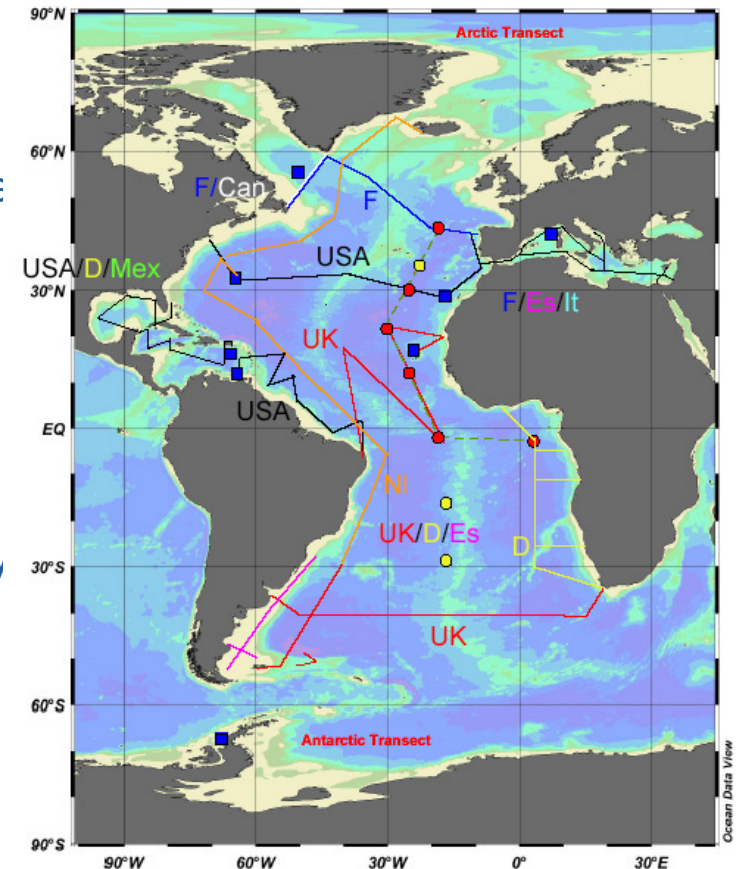 90°N
Arctic Transect
60°N
F/Can
F
USA
USA/D/Mex
30°N
F/Es/It
UK
USA
EQ
Nl
UK/D/Es
D
30°S
UK
60°S
Antarctic Transect
Ocean Data View
90°S
90°W
60°W
30°W
0°
30°E